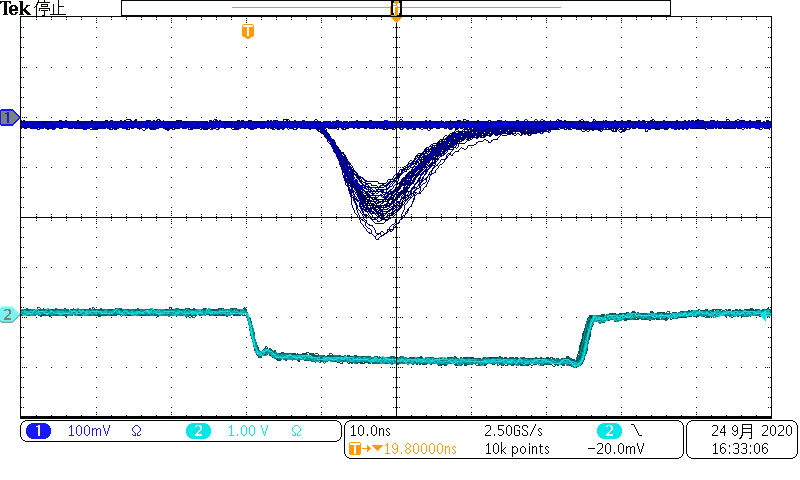 Tek 停止
T
1
2
1 100mV Ω 2 1.00 V Ω 10.0ns 2.50GS/s 2 24 9月 2020
T→▼19.80000ns 10k points −20.0mV 16:33:06